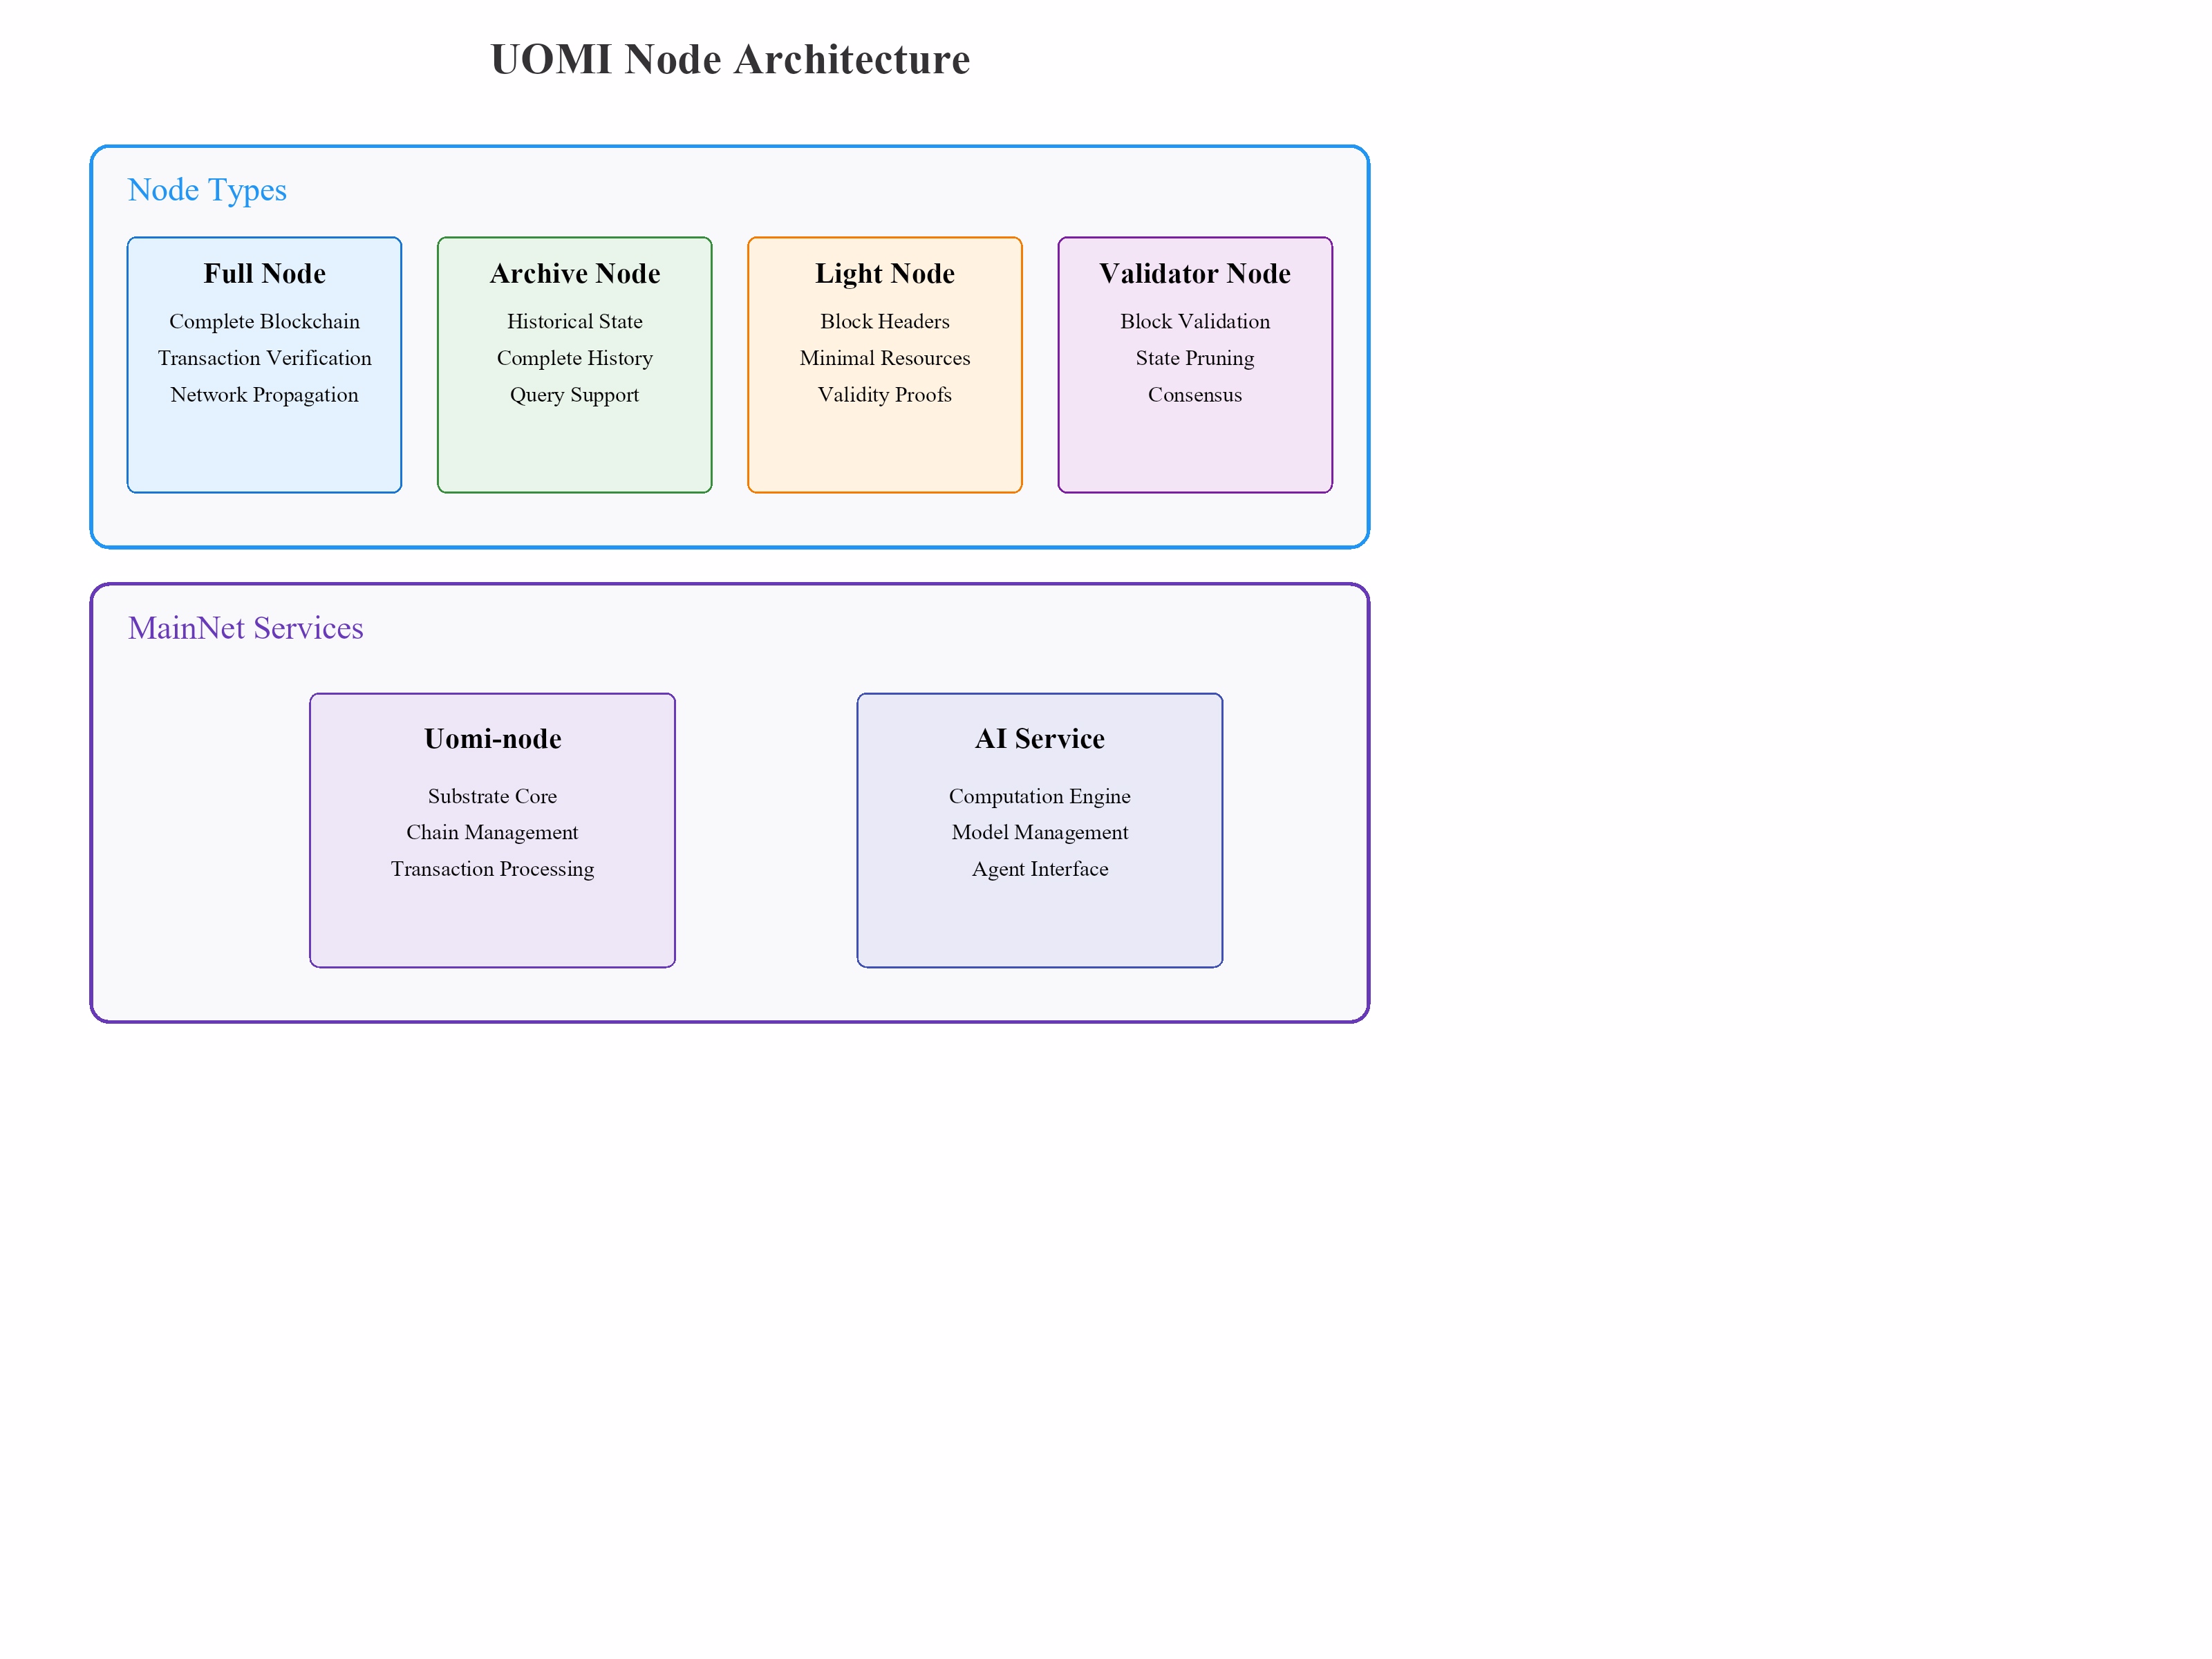 UOMI Node Architecture
Node Types
Full Node
Complete Blockchain
Transaction Verification
Network Propagation
Archive Node
Historical State
Complete History
Query Support
Light Node
Block Headers
Minimal Resources
Validity Proofs
Validator Node
Block Validation
State Pruning
Consensus
MainNet Services
Uomi-node
Substrate Core
Chain Management
Transaction Processing
AI Service
Computation Engine
Model Management
Agent Interface